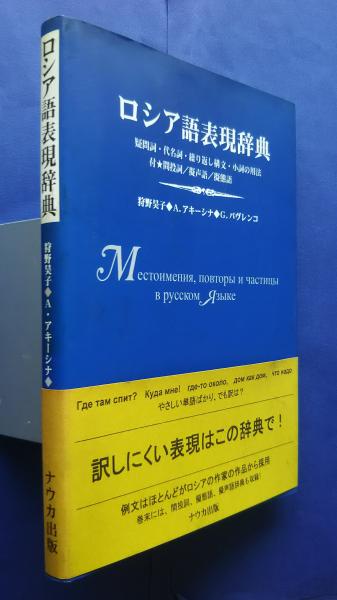 ロシア語表現辞典
疑問詞・代名詞・繰り返し構文・小詞の用法
付★間投詞／擬声語／擬態語
狩野昊子◆A.アキーシナ◆G.パヴレンコ
Местоимения, повторы и частицы
в русском языке
Где там спит? Куда мне! где-то около, дом как дом, что надо
やさしい単語ばかり、でも訳は？
訳しにくい表現はこの辞典で！
例文はほとんどがロシアの作家の作品から採用
巻末には、間投詞、擬態語、擬声語辞典も収録！
ナウカ出版
ロシア語表現辞典
狩野昊子◆A・アキーシナ◆
ナウカ出版